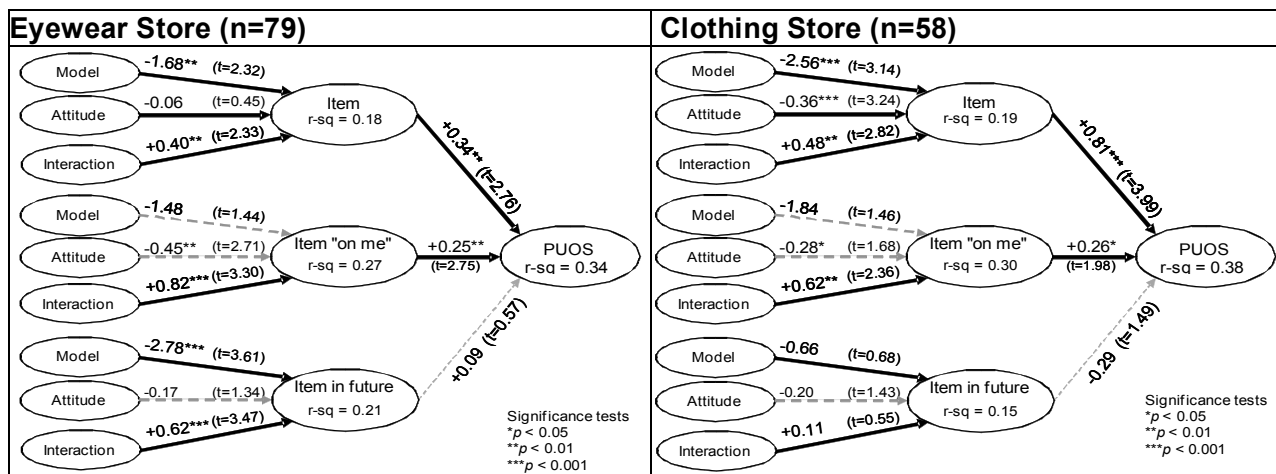 Eyewear Store (n=79)
Model
-1.68** (t=2.32)
Attitude
-0.06 (t=0.45)
Interaction
+0.40** (t=2.33)
Item
r-sq = 0.18
+0.34** (t=2.76)
Model
-1.48 (t=1.44)
Attitude
-0.45** (t=2.71)
Interaction
+0.82*** (t=3.30)
Item "on me"
r-sq = 0.27
+0.25**
(t=2.75)
PUOS
r-sq = 0.34
Model
-2.78*** (t=3.61)
Attitude
-0.17 (t=1.34)
Interaction
+0.62*** (t=3.47)
Item in future
r-sq = 0.21
+0.09 (t=0.57)
Significance tests
*p < 0.05
**p < 0.01
***p < 0.001
Clothing Store (n=58)
Model
-2.56*** (t=3.14)
Attitude
-0.36*** (t=3.24)
Interaction
+0.48** (t=2.82)
Item
r-sq = 0.19
+0.81*** (t=3.99)
Model
-1.84 (t=1.46)
Attitude
-0.28* (t=1.68)
Interaction
+0.62** (t=2.36)
Item "on me"
r-sq = 0.30
+0.26*
(t=1.98)
PUOS
r-sq = 0.38
Model
-0.66 (t=0.68)
Attitude
-0.20 (t=1.43)
Interaction
+0.11 (t=0.55)
Item in future
r-sq = 0.15
-0.29 (t=1.49)
Significance tests
*p < 0.05
**p < 0.01
***p < 0.001